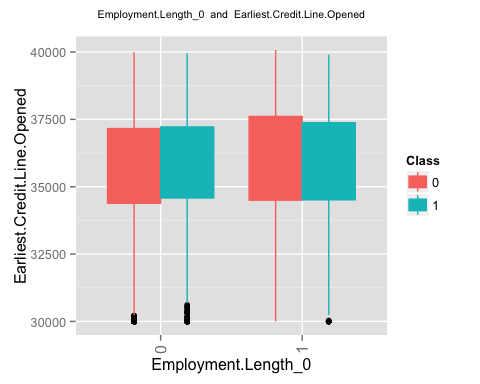 Employment.Length_0 and Earliest.Credit.Line.Opened
Earliest.Credit.Line.Opened
40000
37500
35000
32500
30000
0
1
Employment.Length_0
Class
0
1